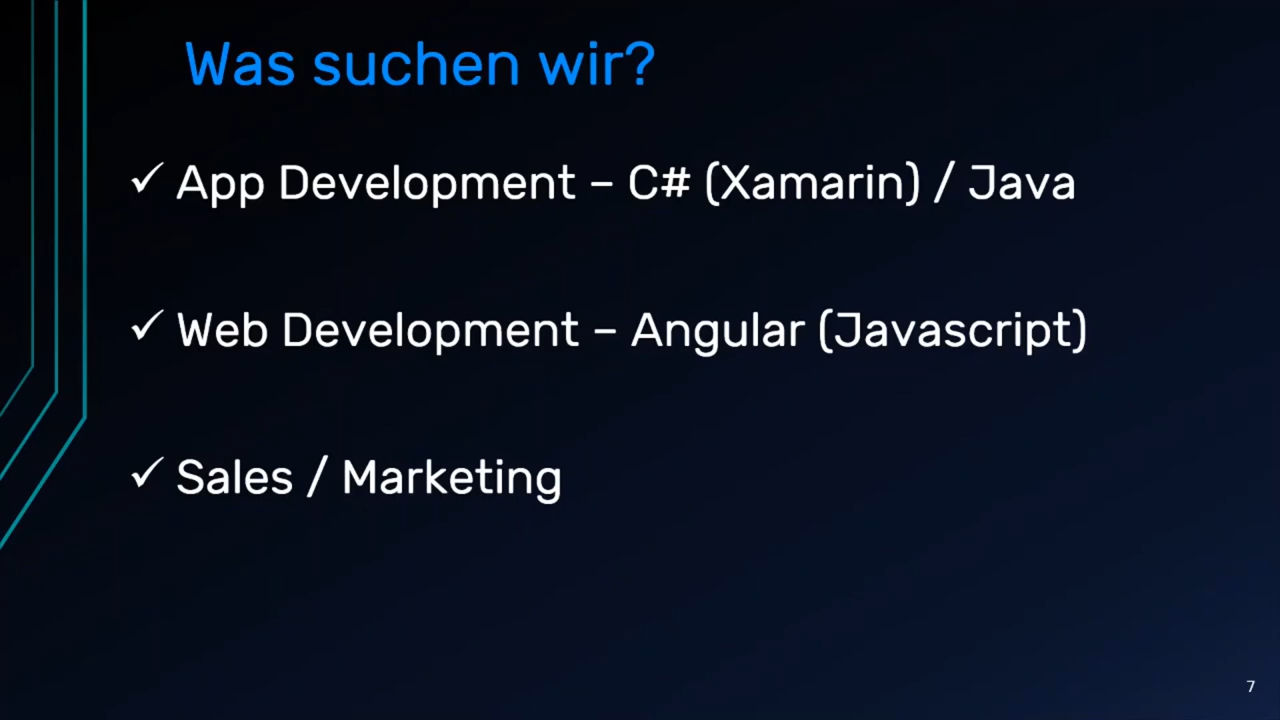 Was suchen wir?
✓ App Development – C# (Xamarin) / Java
✓ Web Development – Angular (Javascript)
✓ Sales / Marketing
7